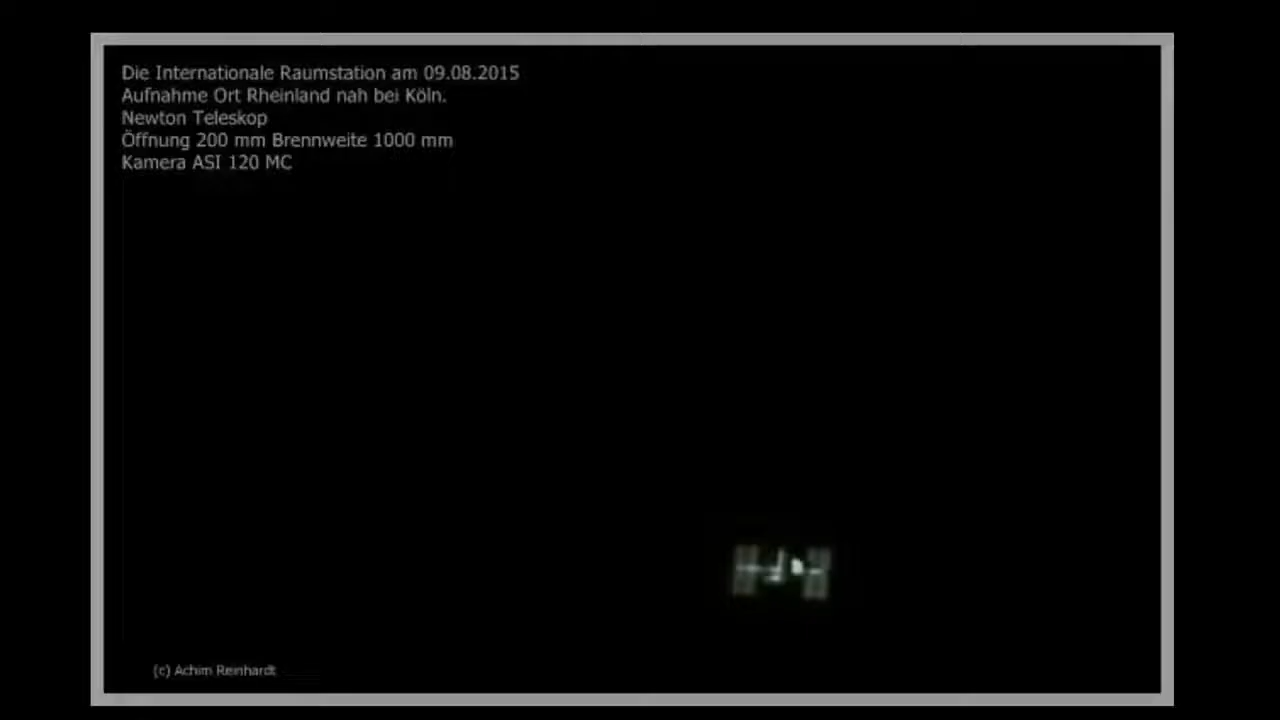 Die Internationale Raumstation am 09.08.2015
Aufnahme Ort Rheinland nah bei Köln.
Newton Teleskop
Öffnung 200 mm Brennweite 1000 mm
Kamera ASI 120 MC
(c) Achim Reinhardt